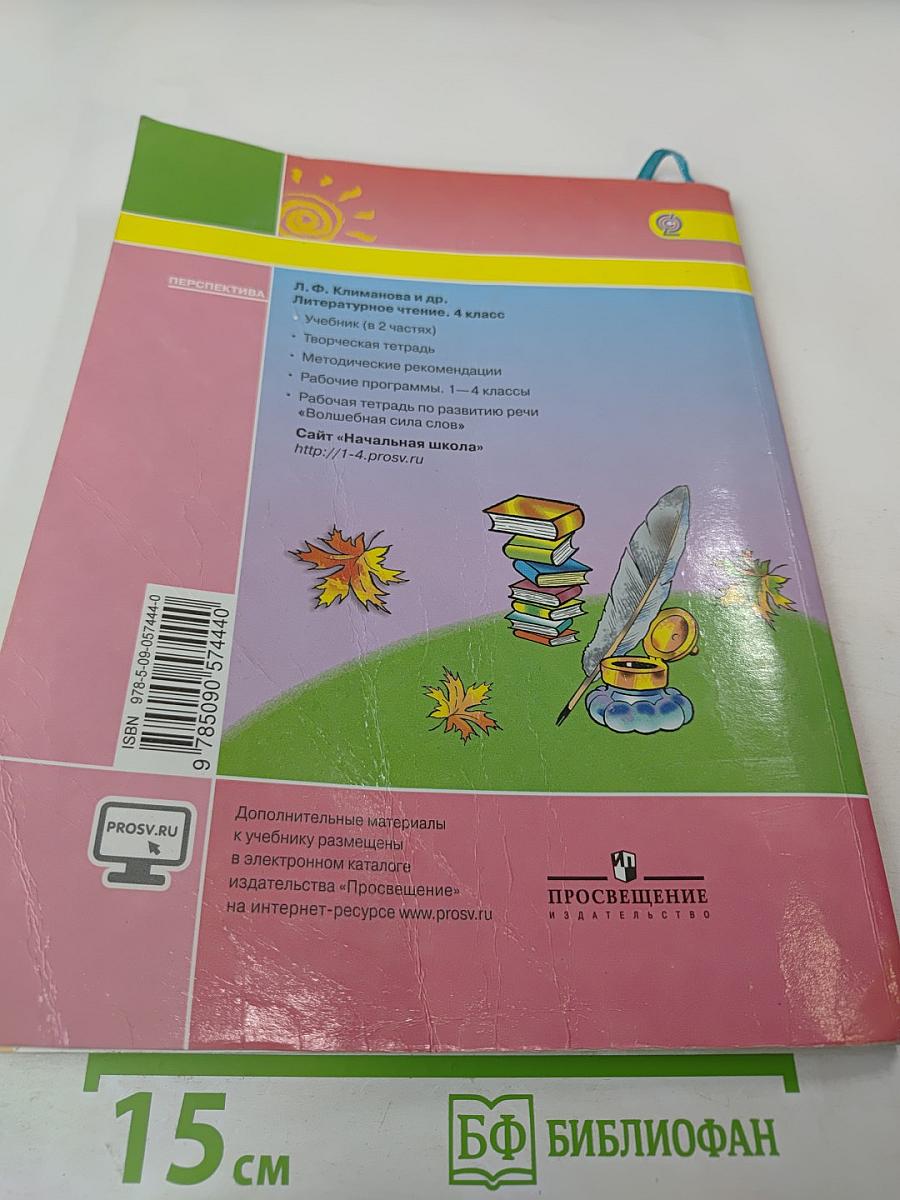 ПЕРСПЕКТИВА
Л. Ф. Климанова и др.
Литературное чтение. 4 класс
• Учебник (в 2 частях)
• Творческая тетрадь
• Методические рекомендации
• Рабочие программы. 1—4 классы
• Рабочая тетрадь по развитию речи
«Волшебная сила слов»
Сайт «Начальная школа»
http://1-4.prosv.ru
ISBN 978-5-09-057444-0
9 785090 574440
PROSV.RU
Дополнительные материалы
к учебнику размещены
в электронном каталоге
издательства «Просвещение»
на интернет-ресурсе www.prosv.ru
ИП
ПРОСВЕЩЕНИЕ
ИЗДАТЕЛЬСТВО
15 см
БФ БИБЛИОФАН